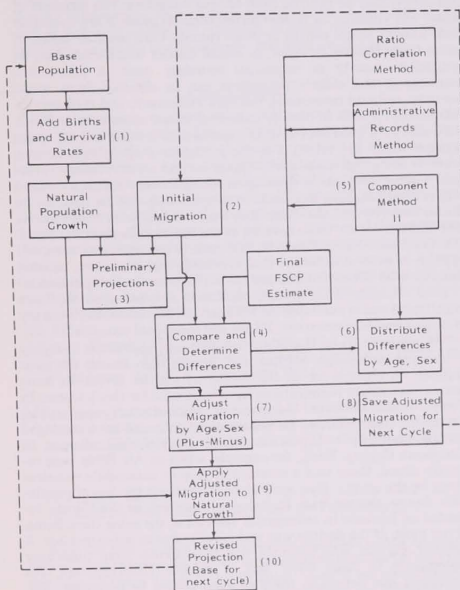 Base
Population
Ratio
Correlation
Method
Add Births
and Survival
Rates
(1)
Administrative
Records
Method
Natural
Population
Growth
Initial
Migration
(2)
(5)
Component
Method
II
Preliminary
Projections
(3)
Final
FSCP
Estimate
Compare and
Determine
Differences
(4)
(6)
Distribute
Differences
by Age, Sex
Adjust
Migration
by Age, Sex
(Plus-Minus)
(7)
(8)
Save Adjusted
Migration for
Next Cycle
Apply
Adjusted
Migration to
Natural
Growth
(9)
Revised
Projection
(Base for
next cycle)
(10)